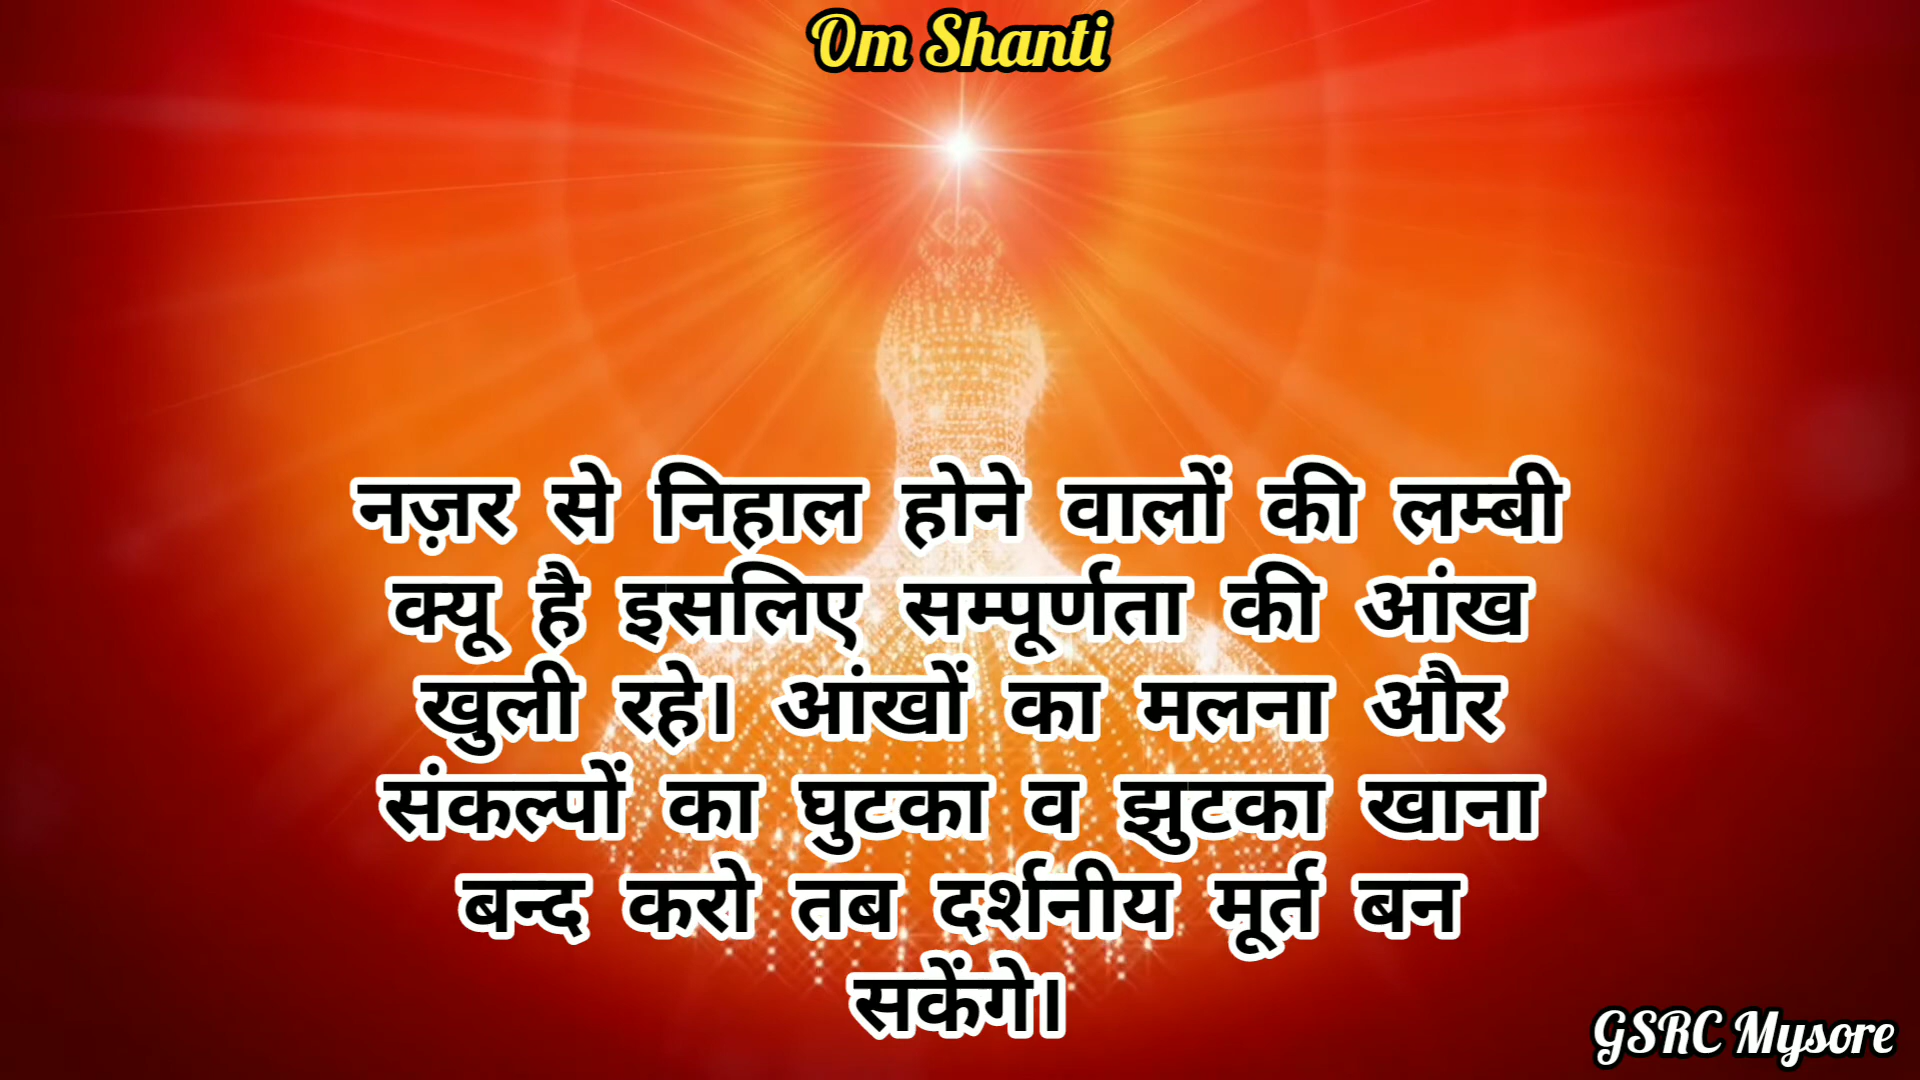 Om Shanti
नज़र से निहाल होने वालों की लम्बी
क्यू है इसलिए सम्पूर्णता की आंख
खुली रहे। आंखों का मलना और
संकल्पों का घुटका व झुटका खाना
बन्द करो तब दर्शनीय मूर्त बन
सकेंगे।
GSRC Mysore